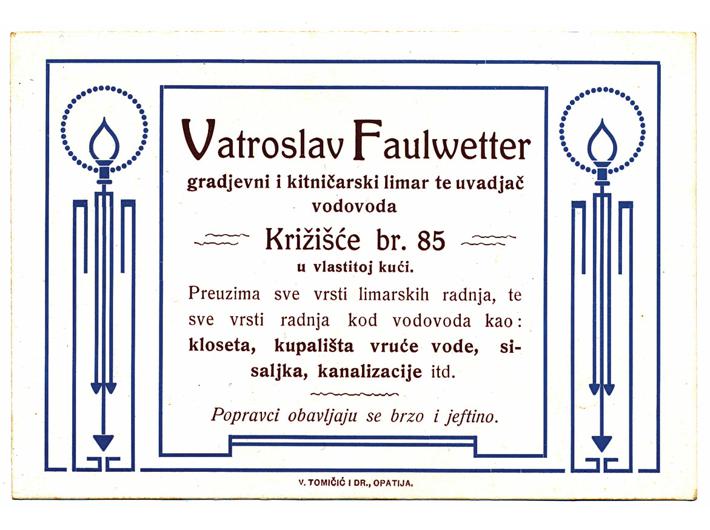 Vatroslav Faulwetter
gradjevni i kitničarski limar te uvadjač
vodovoda
Križišće br. 85
u vlastitoj kući.
Preuzima sve vrsti limarskih radnja, te
sve vrsti radnja kod vodovoda kao:
kloseta, kupališta vruće vode, si-
saljka, kanalizacije itd.
Popravci obavljaju se brzo i jeftino.
V. TOMIČIĆ I DR., OPATIJA.